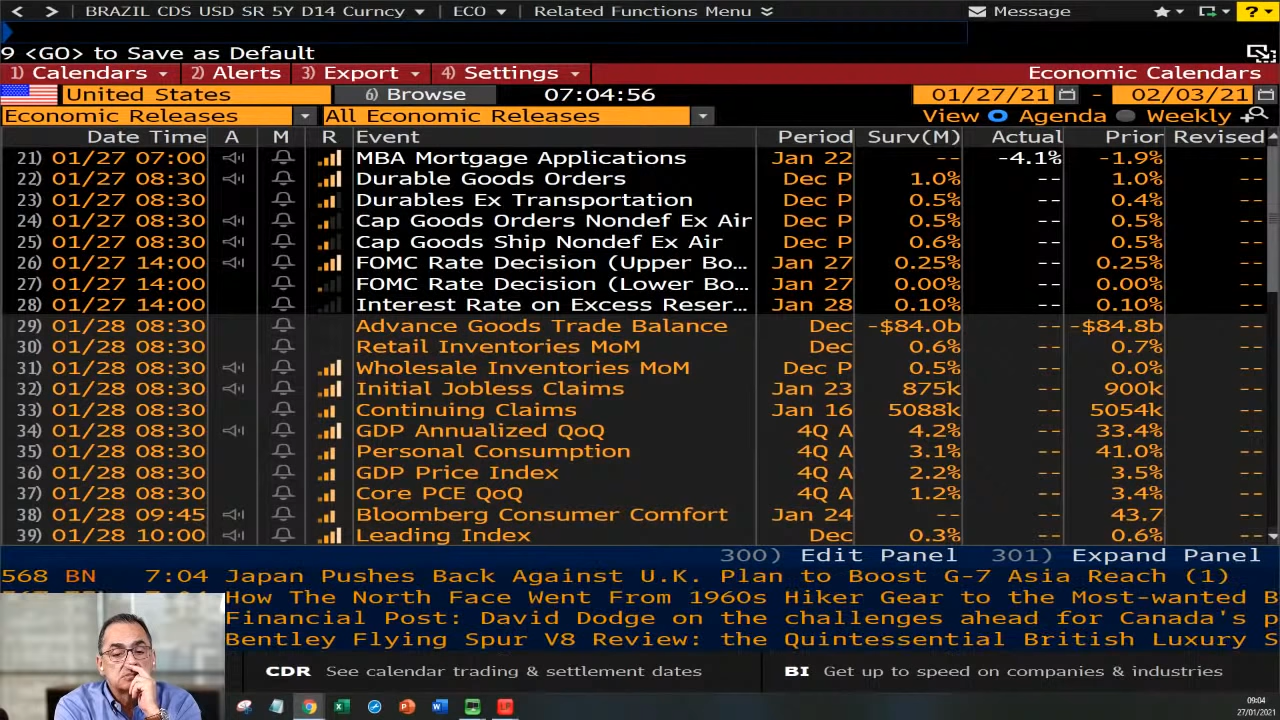 BRAZIL CDS USD SR 5Y D14 Curncy ECO Related Functions Menu Message ?
9 <GO> to Save as Default
1) Calendars 2) Alerts 3) Export 4) Settings Economic Calendars
United States 6) Browse 07:04:56 01/27/21 - 02/03/21
Economic Releases All Economic Releases View Agenda Weekly
Date Time A M R Event Period Surv(M) Actual Prior Revised
21) 01/27 07:00 MBA Mortgage Applications Jan 22 -- -4.1% -1.9% --
22) 01/27 08:30 Durable Goods Orders Dec P 1.0% -- 1.0% --
23) 01/27 08:30 Durables Ex Transportation Dec P 0.5% -- 0.4% --
24) 01/27 08:30 Cap Goods Orders Nondef Ex Air Dec P 0.5% -- 0.5% --
25) 01/27 08:30 Cap Goods Ship Nondef Ex Air Dec P 0.6% -- 0.5% --
26) 01/27 14:00 FOMC Rate Decision (Upper Bo... Jan 27 0.25% -- 0.25% --
27) 01/27 14:00 FOMC Rate Decision (Lower Bo... Jan 27 0.00% -- 0.00% --
28) 01/27 14:00 Interest Rate on Excess Reser... Jan 28 0.10% -- 0.10% --
29) 01/28 08:30 Advance Goods Trade Balance Dec -$84.0b -- -$84.8b --
30) 01/28 08:30 Retail Inventories MoM Dec 0.6% -- 0.7% --
31) 01/28 08:30 Wholesale Inventories MoM Dec P 0.5% -- 0.0% --
32) 01/28 08:30 Initial Jobless Claims Jan 23 875k -- 900k --
33) 01/28 08:30 Continuing Claims Jan 16 5088k -- 5054k --
34) 01/28 08:30 GDP Annualized QoQ 4Q A 4.2% -- 33.4% --
35) 01/28 08:30 Personal Consumption 4Q A 3.1% -- 41.0% --
36) 01/28 08:30 GDP Price Index 4Q A 2.2% -- 3.5% --
37) 01/28 08:30 Core PCE QoQ 4Q A 1.2% -- 3.4% --
38) 01/28 09:45 Bloomberg Consumer Comfort Jan 24 -- -- 43.7 --
39) 01/28 10:00 Leading Index Dec 0.3% -- 0.6% --
300) Edit Panel 301) Expand Panel
568 BN 7:04 Japan Pushes Back Against U.K. Plan to Boost G-7 Asia Reach (1)
How The North Face Went From 1960s Hiker Gear to the Most-wanted B
Financial Post: David Dodge on the challenges ahead for Canada's p
Bentley Flying Spur V8 Review: the Quintessential British Luxury S
CDR See calendar trading & settlement dates BI Get up to speed on companies & industries
09:04
27/01/2021